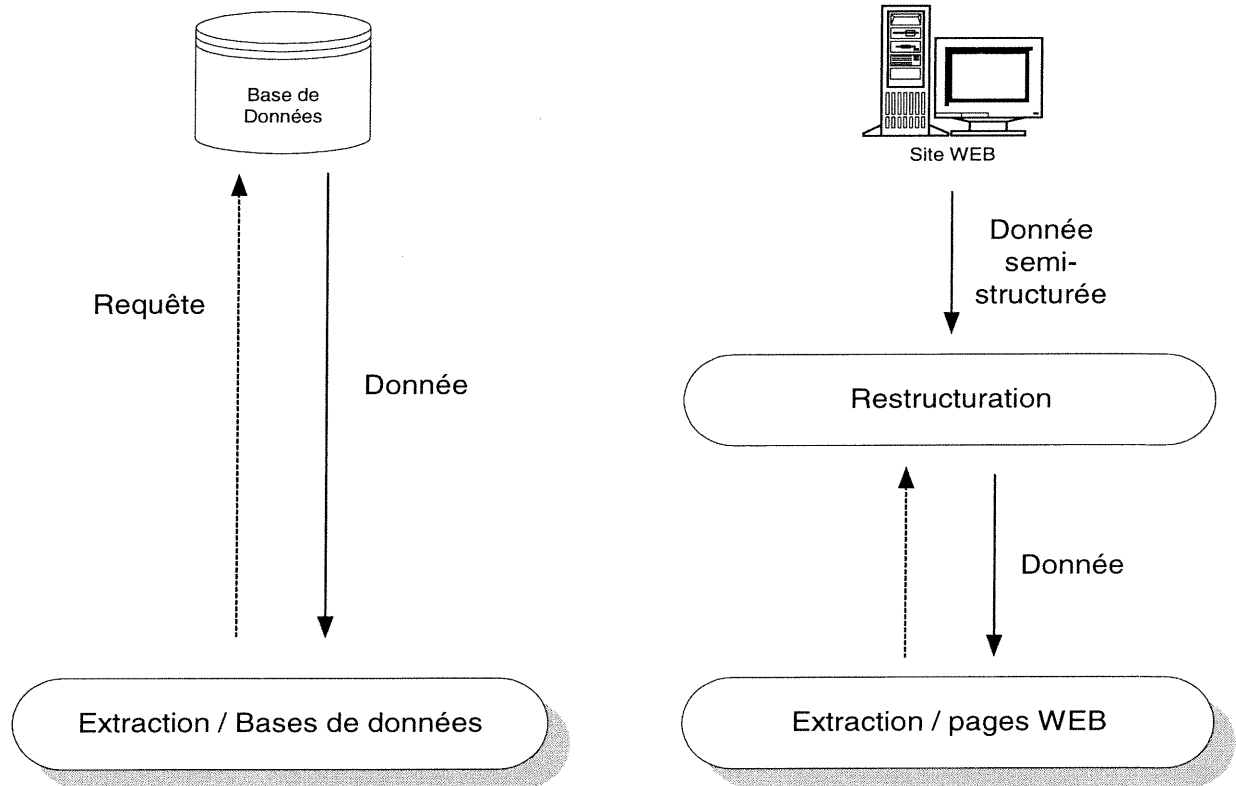 Base de
Données
Requête
Donnée
Extraction / Bases de données
Site WEB
Donnée
semi-
structurée
Restructuration
Donnée
Extraction / pages WEB